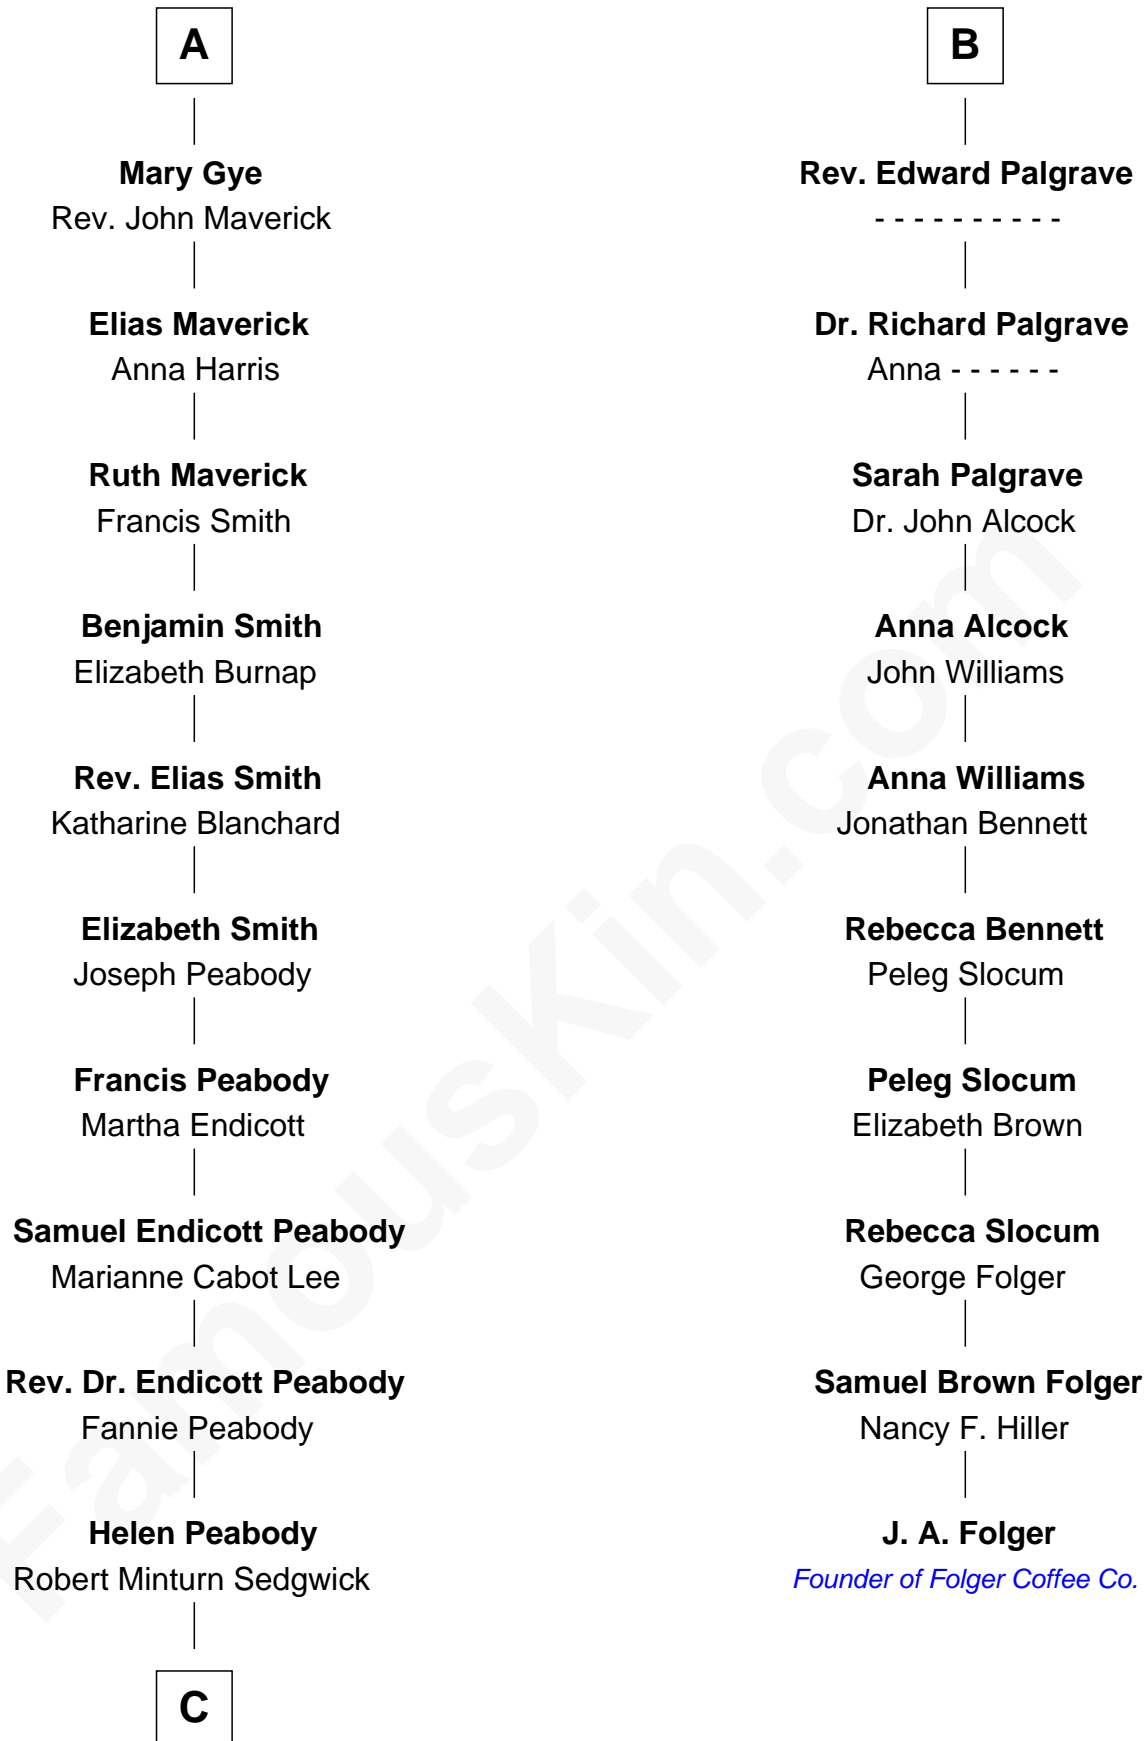 A
Mary Gye
Rev. John Maverick
Elias Maverick
Anna Harris
Ruth Maverick
Francis Smith
Benjamin Smith
Elizabeth Burnap
Rev. Elias Smith
Katharine Blanchard
Elizabeth Smith
Joseph Peabody
Francis Peabody
Martha Endicott
Samuel Endicott Peabody
Marianne Cabot Lee
Rev. Dr. Endicott Peabody
Fannie Peabody
Helen Peabody
Robert Minturn Sedgwick
C
B
Rev. Edward Palgrave
- - - - - - - - - -
Dr. Richard Palgrave
Anna - - - - - -
Sarah Palgrave
Dr. John Alcock
Anna Alcock
John Williams
Anna Williams
Jonathan Bennett
Rebecca Bennett
Peleg Slocum
Peleg Slocum
Elizabeth Brown
Rebecca Slocum
George Folger
Samuel Brown Folger
Nancy F. Hiller
J. A. Folger
Founder of Folger Coffee Co.
FamousKin.com